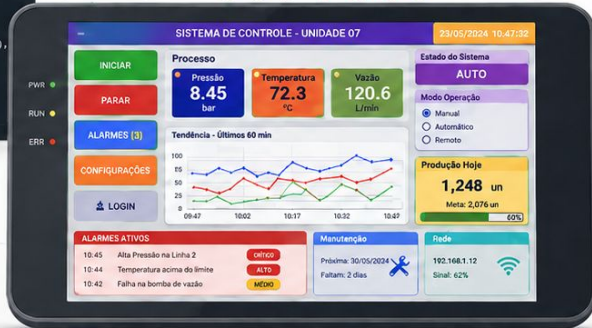 SISTEMA DE CONTROLE - UNIDADE 07
23/05/2024 10:47:32
PWR
RUN
ERR
INICIAR
PARAR
ALARMES (3)
CONFIGURAÇÕES
LOGIN
Processo
Pressão
8.45
bar
Temperatura
72.3
°C
Vazão
120.6
L/min
Tendência - Últimos 60 min
100
25
0
09:47 10:02 10:17 10:32 10:47
Estado do Sistema
AUTO
Modo Operação
Manual
Automático
Remoto
Produção Hoje
1,248 un
Meta: 2,076 un
60%
ALARMES ATIVOS
10:45 Alta Pressão na Linha 2 CRÍTICO
10:44 Temperatura acima do limite ALTO
10:42 Falha na bomba de vazão MÉDIO
Manutenção
Próxima: 30/05/2024
Faltam: 2 dias
Rede
192.168.1.12
Sinal: 62%